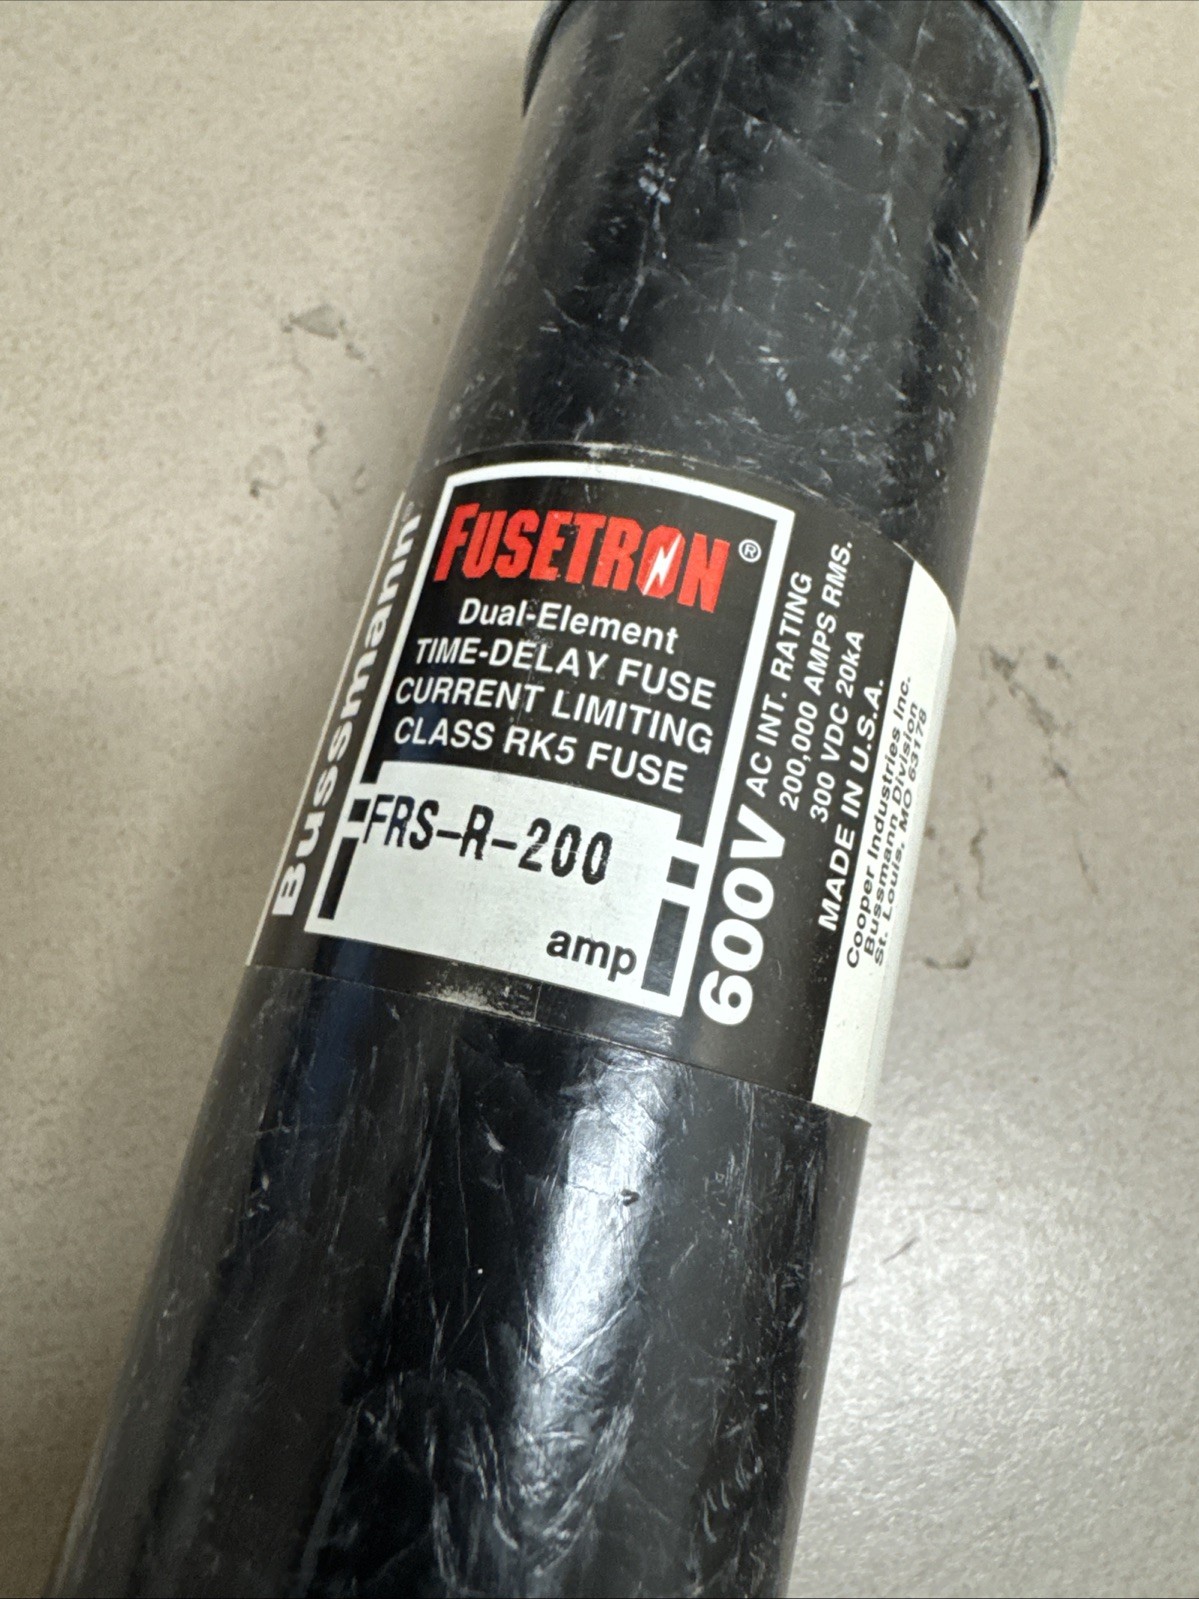 Bussmann®
FUSETRON®
Dual-Element
TIME-DELAY FUSE
CURRENT LIMITING
CLASS RK5 FUSE
FRS-R-200
amp
600V AC INT. RATING
200,000 AMPS RMS.
300 VDC 20kA
MADE IN U.S.A.
Cooper Industries Inc.
Bussmann Division
St. Louis, MO 63178